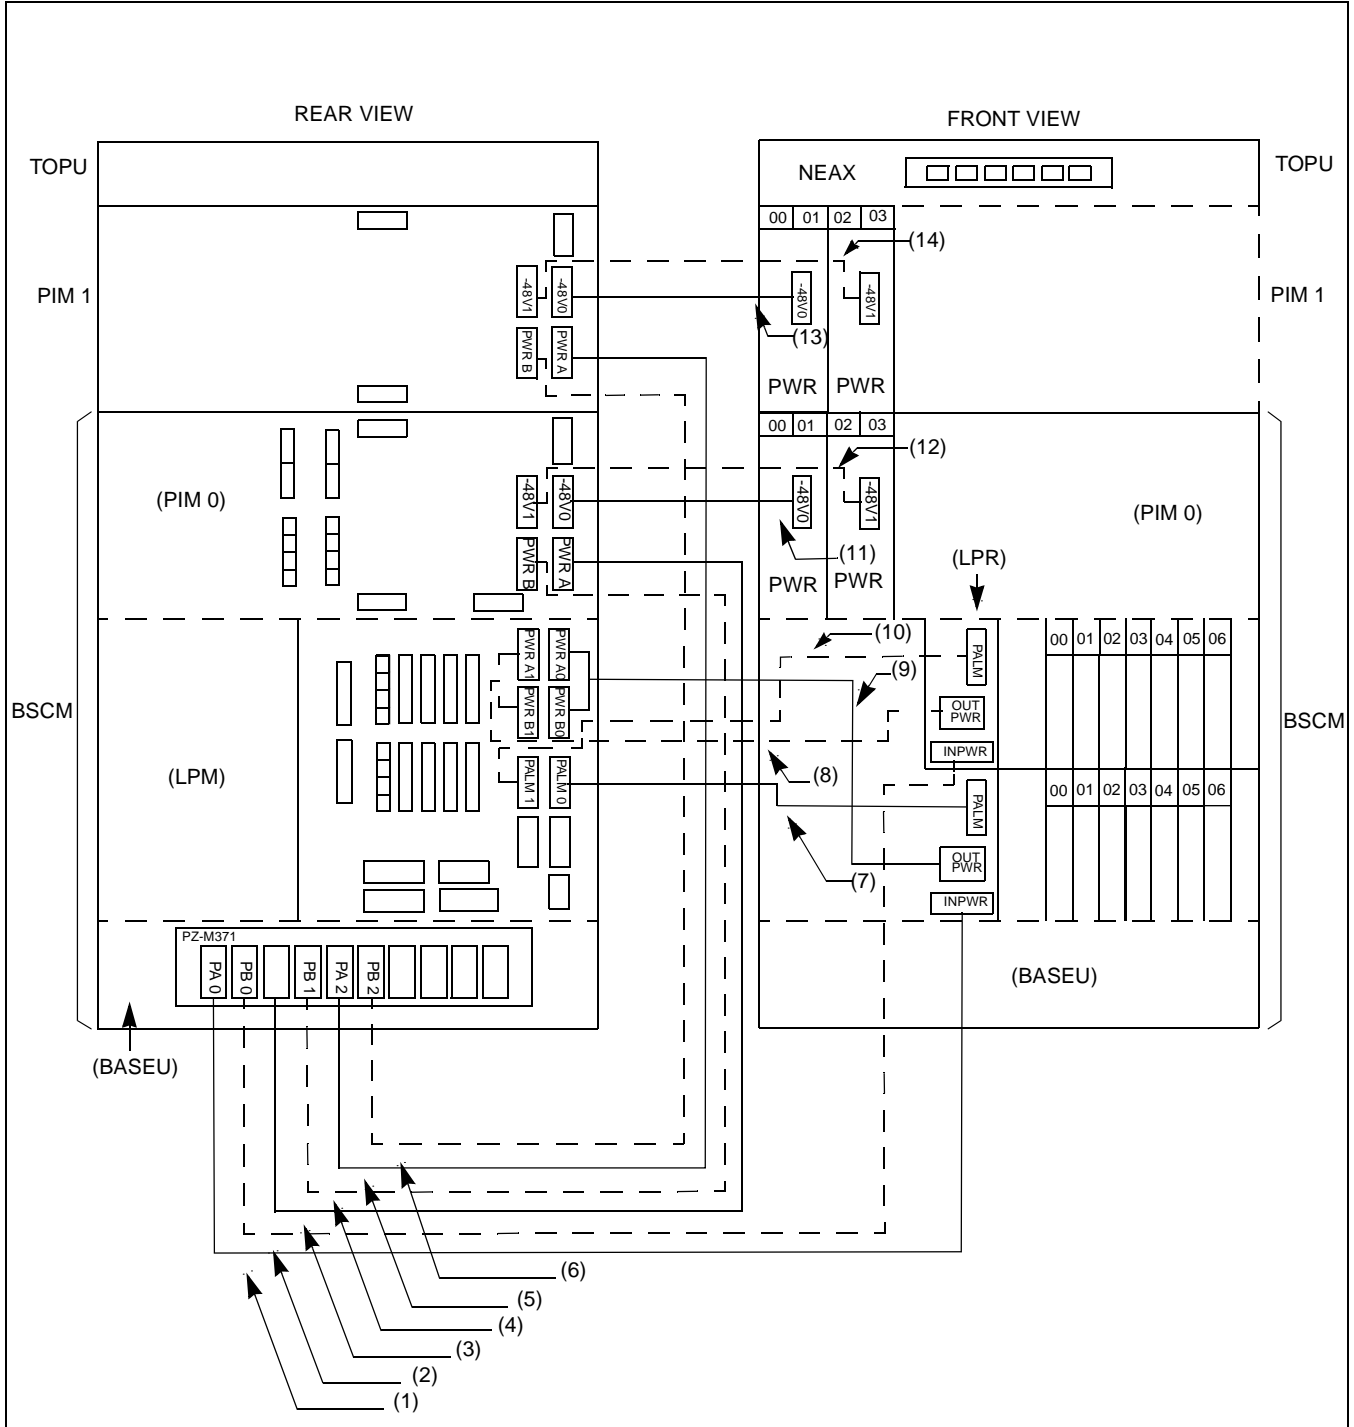 REAR VIEW
FRONT VIEW
TOPU
NEAX
TOPU
00 01 02 03
(14)
PIM 1
-48V1
-48V0
-48V0
-48V1
PIM 1
(13)
PWR B
PWR A
PWR
PWR
00 01 02 03
(12)
(PIM 0)
-48V1
-48V0
-48V0
-48V1
(PIM 0)
(11)
PWR B
PWR A
PWR
PWR
(LPR)
(10)
PWR A1
PWR A0
PALM
00 01 02 03 04 05 06
(9)
BSCM
PWR B1
PWR B0
OUT
PWR
BSCM
INPWR
(LPM)
PALM 1
PALM 0
(8)
PALM
00 01 02 03 04 05 06
OUT
PWR
(7)
INPWR
PZ-M371
PA 0
PB 0
PB 1
PA 2
PB 2
(BASEU)
(BASEU)
(6)
(5)
(4)
(3)
(2)
(1)